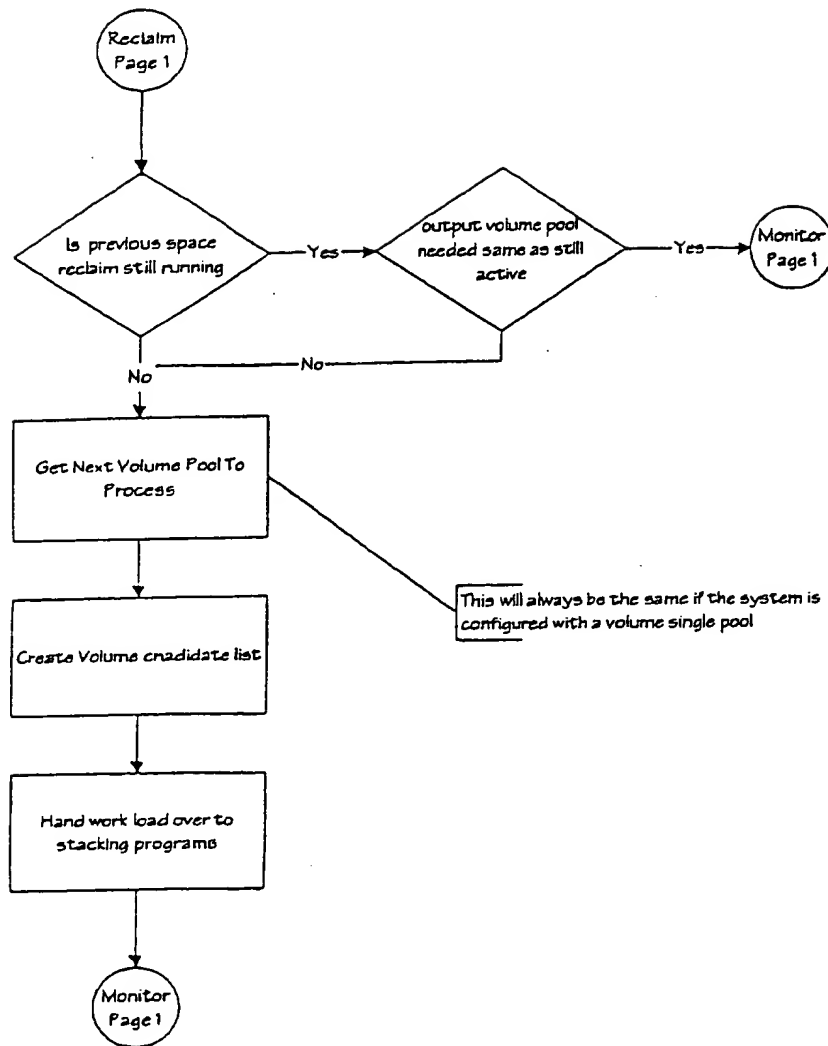 Reclaim
Page 1
Is previous space
reclaim still running
Yes
output volume pool
needed same as still
active
Yes
Monitor
Page 1
No
No
Get Next Volume Pool To
Process
This will always be the same if the system is
configured with a volume single pool
Create Volume cnadidate list
Hand work load over to
stacking programs
Monitor
Page 1